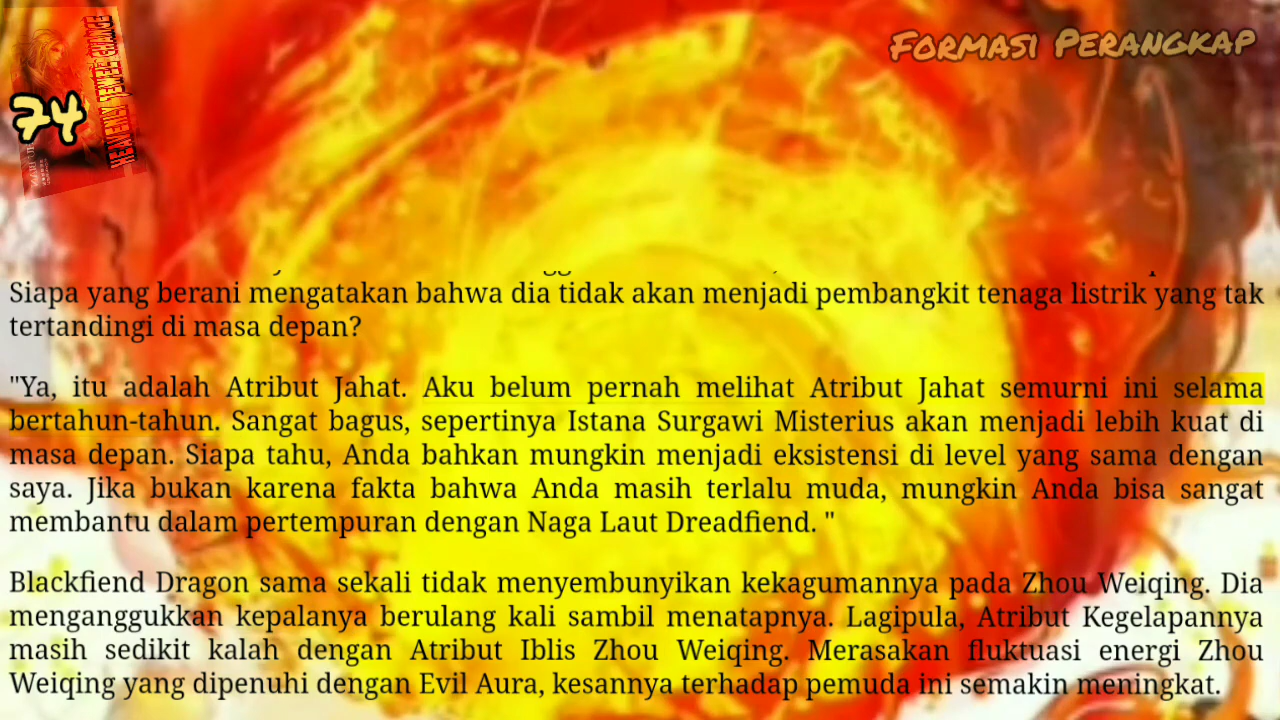 Formasi Perangkap
HEAVENLY JEWEL CHANGE
74
Siapa yang berani mengatakan bahwa dia tidak akan menjadi pembangkit tenaga listrik yang tak
tertandingi di masa depan?
"Ya, itu adalah Atribut Jahat. Aku belum pernah melihat Atribut Jahat semurni ini selama
bertahun-tahun. Sangat bagus, sepertinya Istana Surgawi Misterius akan menjadi lebih kuat di
masa depan. Siapa tahu, Anda bahkan mungkin menjadi eksistensi di level yang sama dengan
saya. Jika bukan karena fakta bahwa Anda masih terlalu muda, mungkin Anda bisa sangat
membantu dalam pertempuran dengan Naga Laut Dreadfiend. "
Blackfiend Dragon sama sekali tidak menyembunyikan kekagumannya pada Zhou Weiqing. Dia
menganggukkan kepalanya berulang kali sambil menatapnya. Lagipula, Atribut Kegelapannya
masih sedikit kalah dengan Atribut Iblis Zhou Weiqing. Merasakan fluktuasi energi Zhou
Weiqing yang dipenuhi dengan Evil Aura, kesannya terhadap pemuda ini semakin meningkat.